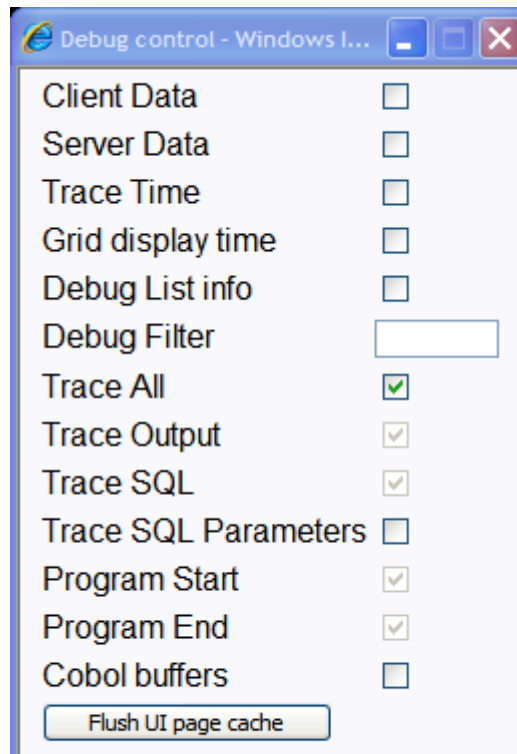 Debug control - Windows I...
Client Data
Server Data
Trace Time
Grid display time
Debug List info
Debug Filter
Trace All
Trace Output
Trace SQL
Trace SQL Parameters
Program Start
Program End
Cobol buffers
Flush UI page cache